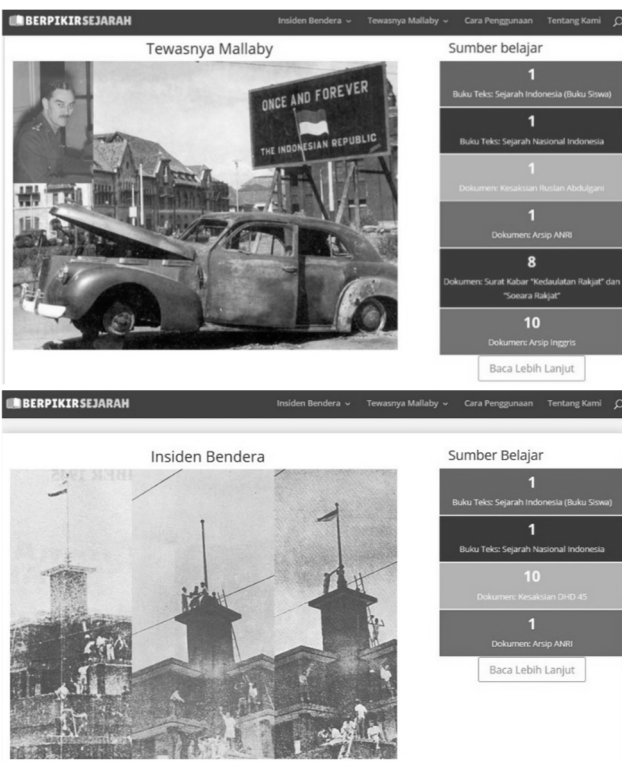 BERPIKIRSEJARAH
Insiden Bendera Tewasnya Mallaby Cara Penggunaan Tentang Kami
Tewasnya Mallaby
ONCE AND FOREVER
THE INDONESIAN REPUBLIC
Sumber belajar
1
Buku Teks: Sejarah Indonesia (Buku Siswa)
1
Buku Teks: Sejarah Nasional Indonesia
1
Dokumen: Kesaksian Ruslan Abdulgani
1
Dokumen: Arsip ANRI
8
Dokumen: Surat Kabar "Kedaulatan Rakjat" dan
"Soeara Rakjat"
10
Dokumen: Arsip Inggris
Baca Lebih Lanjut
BERPIKIRSEJARAH
Insiden Bendera Tewasnya Mallaby Cara Penggunaan Tentang Kami
Insiden Bendera
Sumber Belajar
1
Buku Teks: Sejarah Indonesia (Buku Siswa)
1
Buku Teks: Sejarah Nasional Indonesia
10
Dokumen: Kesaksian DHD 45
1
Dokumen: Arsip ANRI
Baca Lebih Lanjut